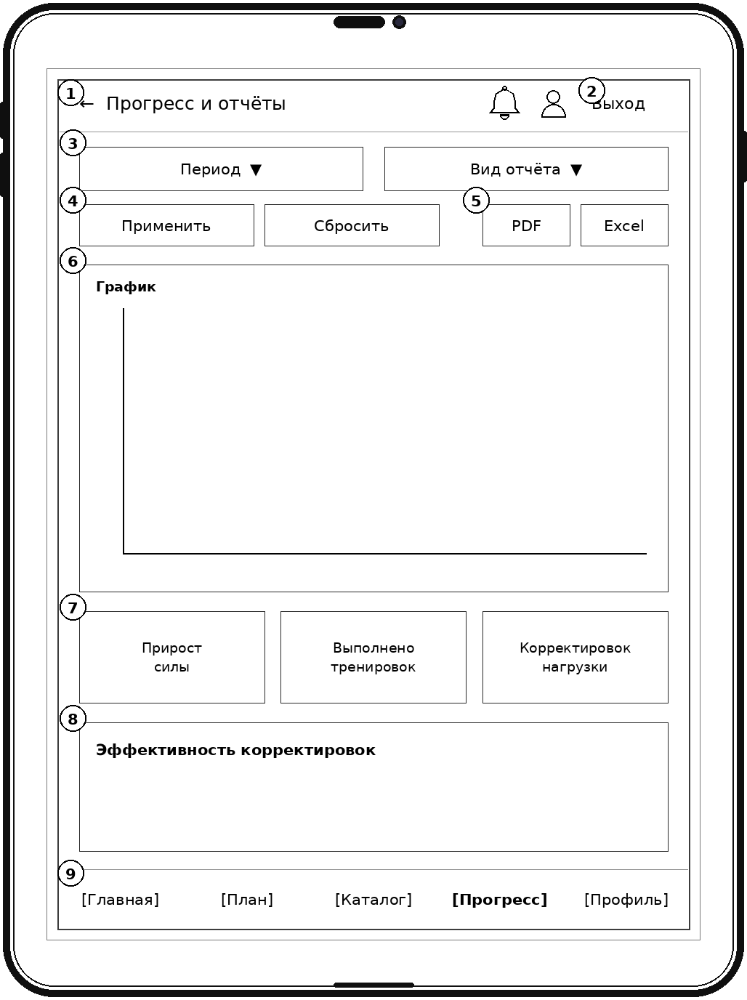 1
← Прогресс и отчёты
2
Выход
3
Период ▼
Вид отчёта ▼
4
Применить
Сбросить
5
PDF
Excel
6
График
7
Прирост
силы
Выполнено
тренировок
Корректировок
нагрузки
8
Эффективность корректировок
9
[Главная]
[План]
[Каталог]
[Прогресс]
[Профиль]